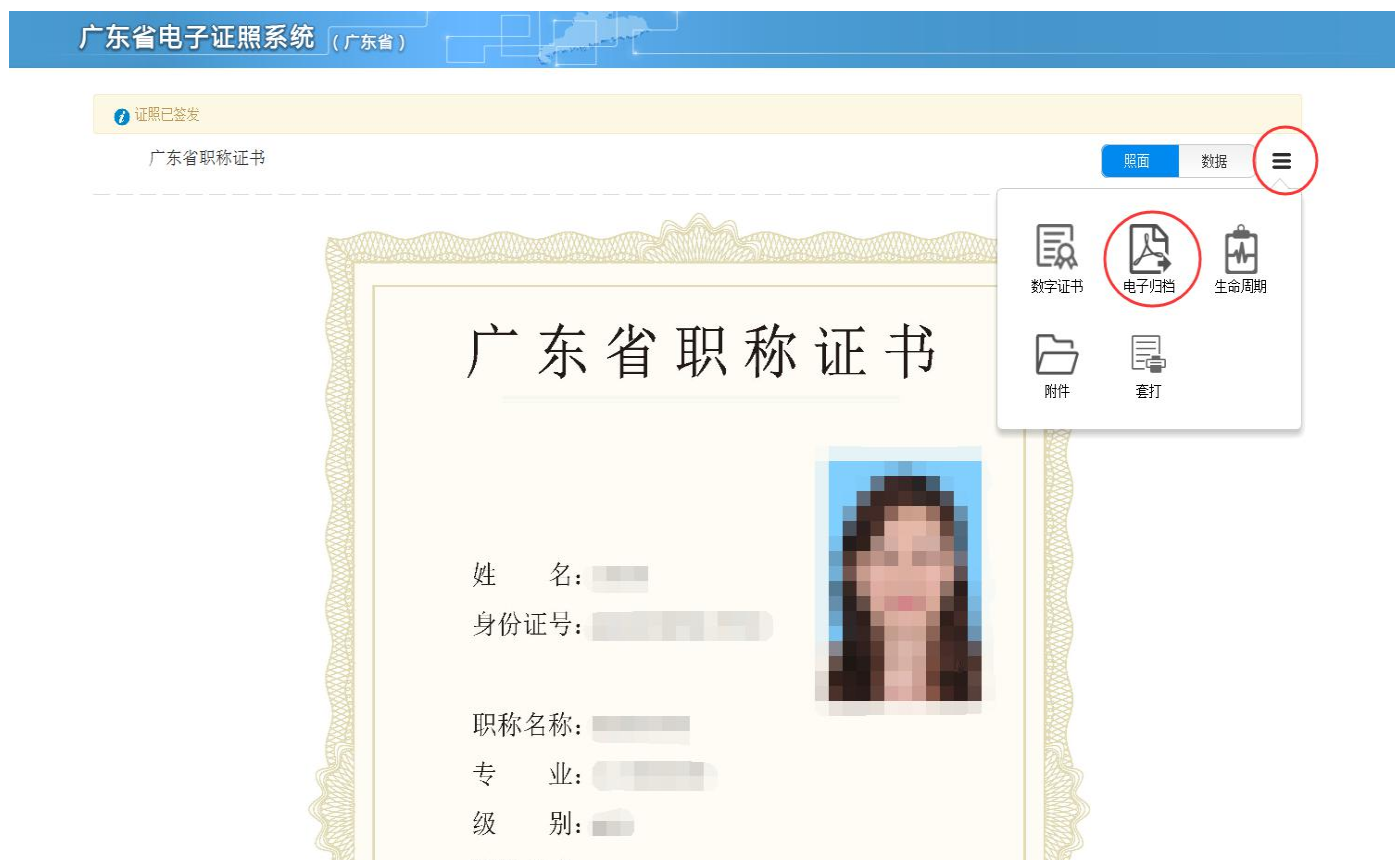 广东省电子证照系统（广东省）
证照已签发
广东省职称证书
照面 数据
数字证书 电子归档 生命周期
附件 套打
广东省职称证书
姓 名：
身份证号：
职称名称：
专 业：
级 别：